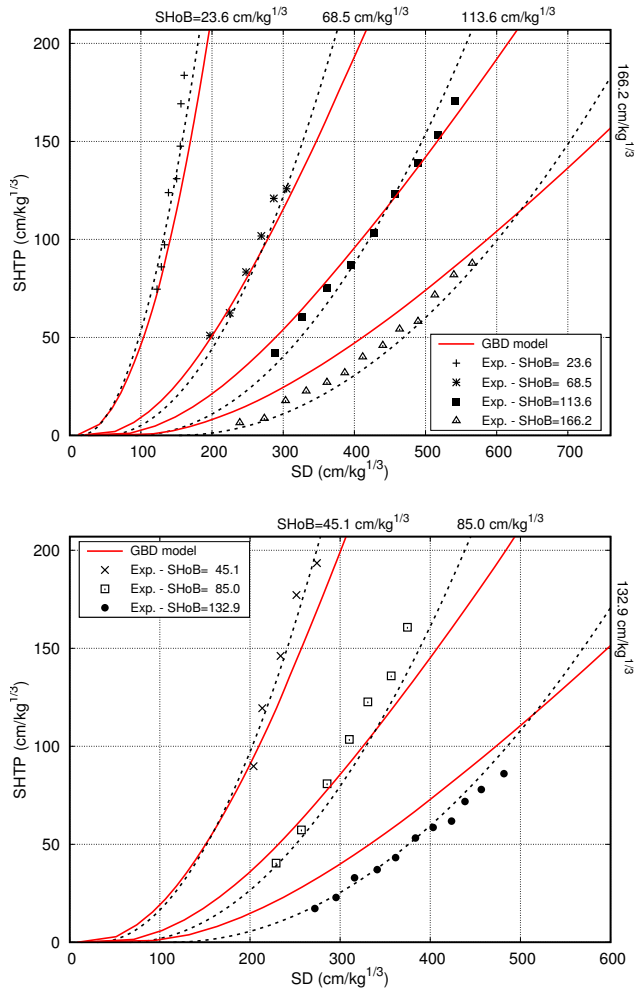 SHoB=23.6 cm/kg^1/3 68.5 cm/kg^1/3 113.6 cm/kg^1/3
166.2 cm/kg^1/3
SHTP (cm/kg^1/3)
200
150
100
50
0
GBD model
Exp. - SHoB= 23.6
Exp. - SHoB= 68.5
Exp. - SHoB=113.6
Exp. - SHoB=166.2
0 100 200 300 400 500 600 700
SD (cm/kg^1/3)
SHoB=45.1 cm/kg^1/3 85.0 cm/kg^1/3
132.9 cm/kg^1/3
SHTP (cm/kg^1/3)
200
150
100
50
0
GBD model
Exp. - SHoB= 45.1
Exp. - SHoB= 85.0
Exp. - SHoB=132.9
0 100 200 300 400 500 600
SD (cm/kg^1/3)